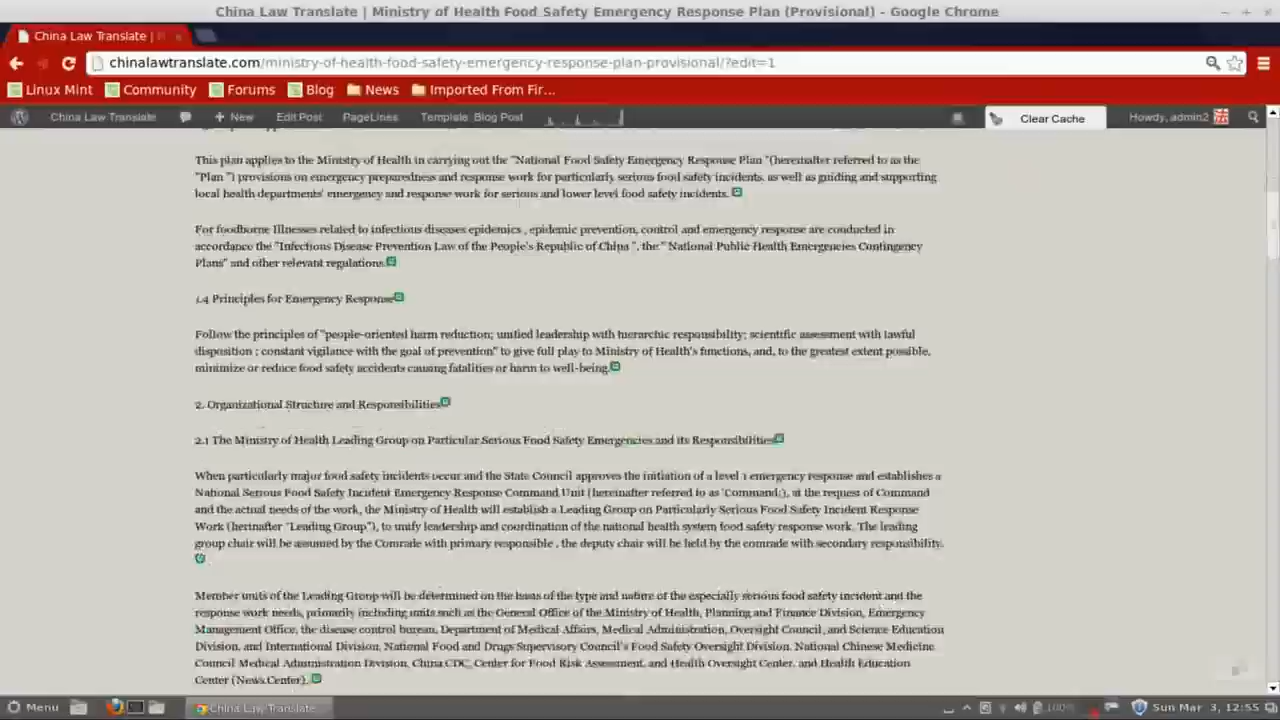 China Law Translate | Ministry of Health Food Safety Emergency Response Plan (Provisional) - Google Chrome
China Law Translate |
chinalawtranslate.com/ministry-of-health-food-safety-emergency-response-plan-provisional/?edit=1
Linux Mint Community Forums Blog News Imported From Fir...
China Law Translate + New Edit Post PageLines Template: Blog Post Clear Cache Howdy, admin2
This plan applies to the Ministry of Health in carrying out the "National Food Safety Emergency Response Plan "(hereinafter referred to as the
"Plan ") provisions on emergency preparedness and response work for particularly serious food safety incidents, as well as guiding and supporting
local health departments' emergency and response work for serious and lower level food safety incidents.
For foodborne Illnesses related to infectious diseases epidemics , epidemic prevention, control and emergency response are conducted in
accordance the "Infectious Disease Prevention Law of the People's Republic of China ", the" National Public Health Emergencies Contingency
Plans" and other relevant regulations.
1.4 Principles for Emergency Response
Follow the principles of "people-oriented harm reduction; unified leadership with hierarchic responsibility; scientific assessment with lawful
disposition ; constant vigilance with the goal of prevention" to give full play to Ministry of Health's functions, and, to the greatest extent possible,
minimize or reduce food safety accidents causing fatalities or harm to well-being.
2. Organizational Structure and Responsibilities
2.1 The Ministry of Health Leading Group on Particular Serious Food Safety Emergencies and its Responsibilities
When particularly major food safety incidents occur and the State Council approves the initiation of a level 1 emergency response and establishes a
National Serious Food Safety Incident Emergency Response Command Unit (hereinafter referred to as 'Command'), at the request of Command
and the actual needs of the work, the Ministry of Health will establish a Leading Group on Particularly Serious Food Safety Incident Response
Work (herinafter "Leading Group"), to unify leadership and coordination of the national health system food safety response work. The leading
group chair will be assumed by the Comrade with primary responsible , the deputy chair will be held by the comrade with secondary responsibility.
Member units of the Leading Group will be determined on the basis of the type and nature of the especially serious food safety incident and the
response work needs, primarily including units such as the General Office of the Ministry of Health, Planning and Finance Division, Emergency
Management Office, the disease control bureau, Department of Medical Affairs, Medical Administration, Oversight Council, and Science Education
Division, and International Division, National Food and Drugs Supervisory Council's Food Safety Oversight Division, National Chinese Medicine
Council Medical Administration Division, China CDC, Center for Food Risk Assessment, and Health Oversight Center, and Health Education
Center (News Center).
Menu China Law Translate 100% Sun Mar 3, 12:55